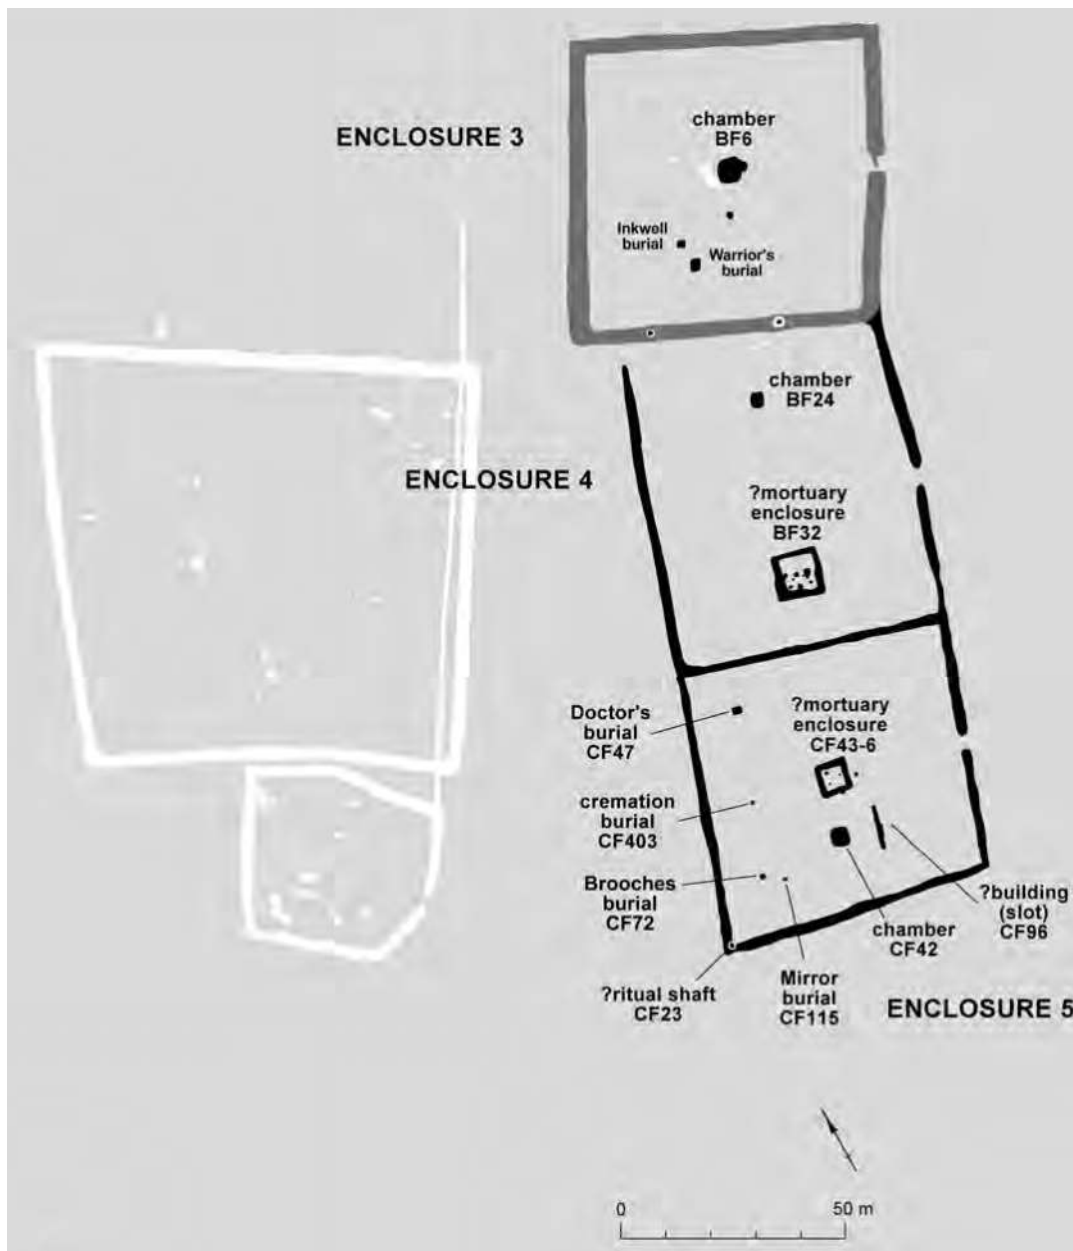 ENCLOSURE 3
chamber
BF6
Inkwell
burial
Warrior's
burial
chamber
BF24
ENCLOSURE 4
?mortuary
enclosure
BF32
Doctor's
burial
CF47
?mortuary
enclosure
CF43-6
cremation
burial
CF403
Brooches
burial
CF72
?building
(slot)
CF96
chamber
CF42
?ritual shaft
CF23
Mirror
burial
CF115
ENCLOSURE 5
0
50 m